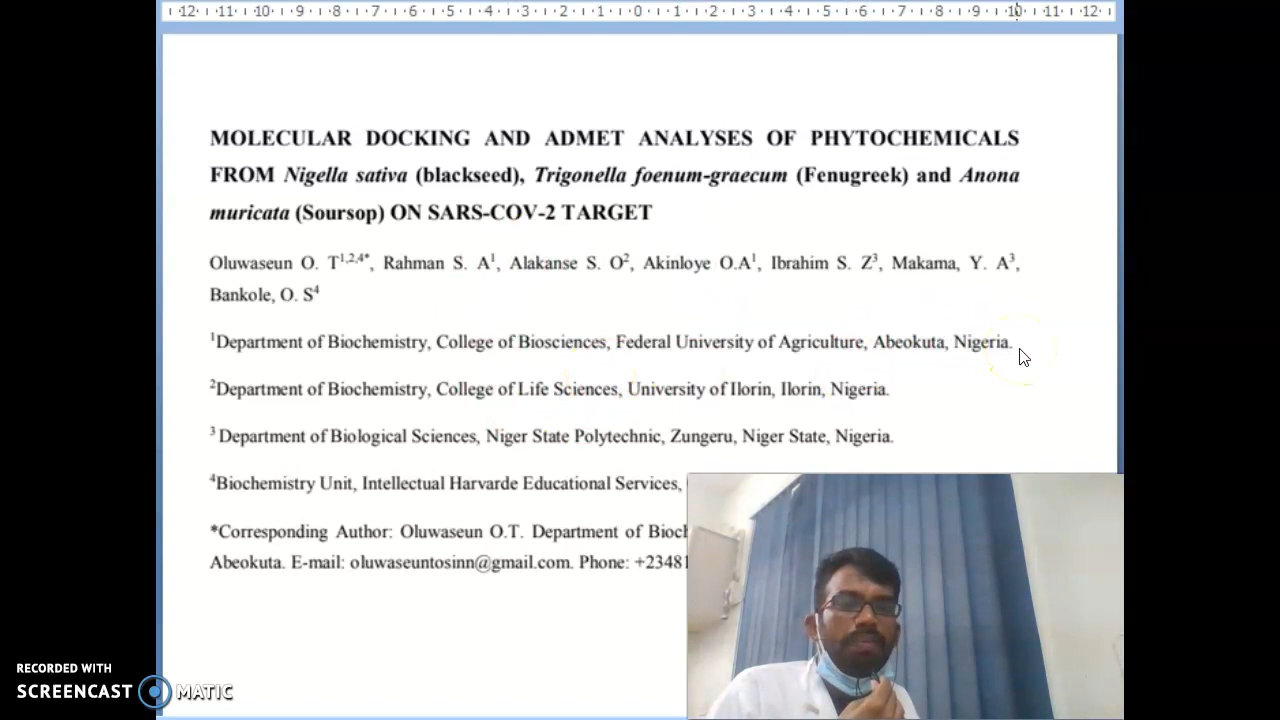 12 11 10 9 8 7 6 5 4 3 2 1 0 1 2 3 4 5 6 7 8 9 10 11 12
MOLECULAR DOCKING AND ADMET ANALYSES OF PHYTOCHEMICALS
FROM Nigella sativa (blackseed), Trigonella foenum-graecum (Fenugreek) and Anona
muricata (Soursop) ON SARS-COV-2 TARGET
Oluwaseun O. T1,2,4*, Rahman S. A1, Alakanse S. O2, Akinloye O.A1, Ibrahim S. Z3, Makama, Y. A3,
Bankole, O. S4
1Department of Biochemistry, College of Biosciences, Federal University of Agriculture, Abeokuta, Nigeria.
2Department of Biochemistry, College of Life Sciences, University of Ilorin, Ilorin, Nigeria.
3 Department of Biological Sciences, Niger State Polytechnic, Zungeru, Niger State, Nigeria.
4Biochemistry Unit, Intellectual Harvarde Educational Services,
*Corresponding Author: Oluwaseun O.T. Department of Bioch
Abeokuta. E-mail: oluwaseuntosinn@gmail.com. Phone: +23481
RECORDED WITH
SCREENCAST MATIC